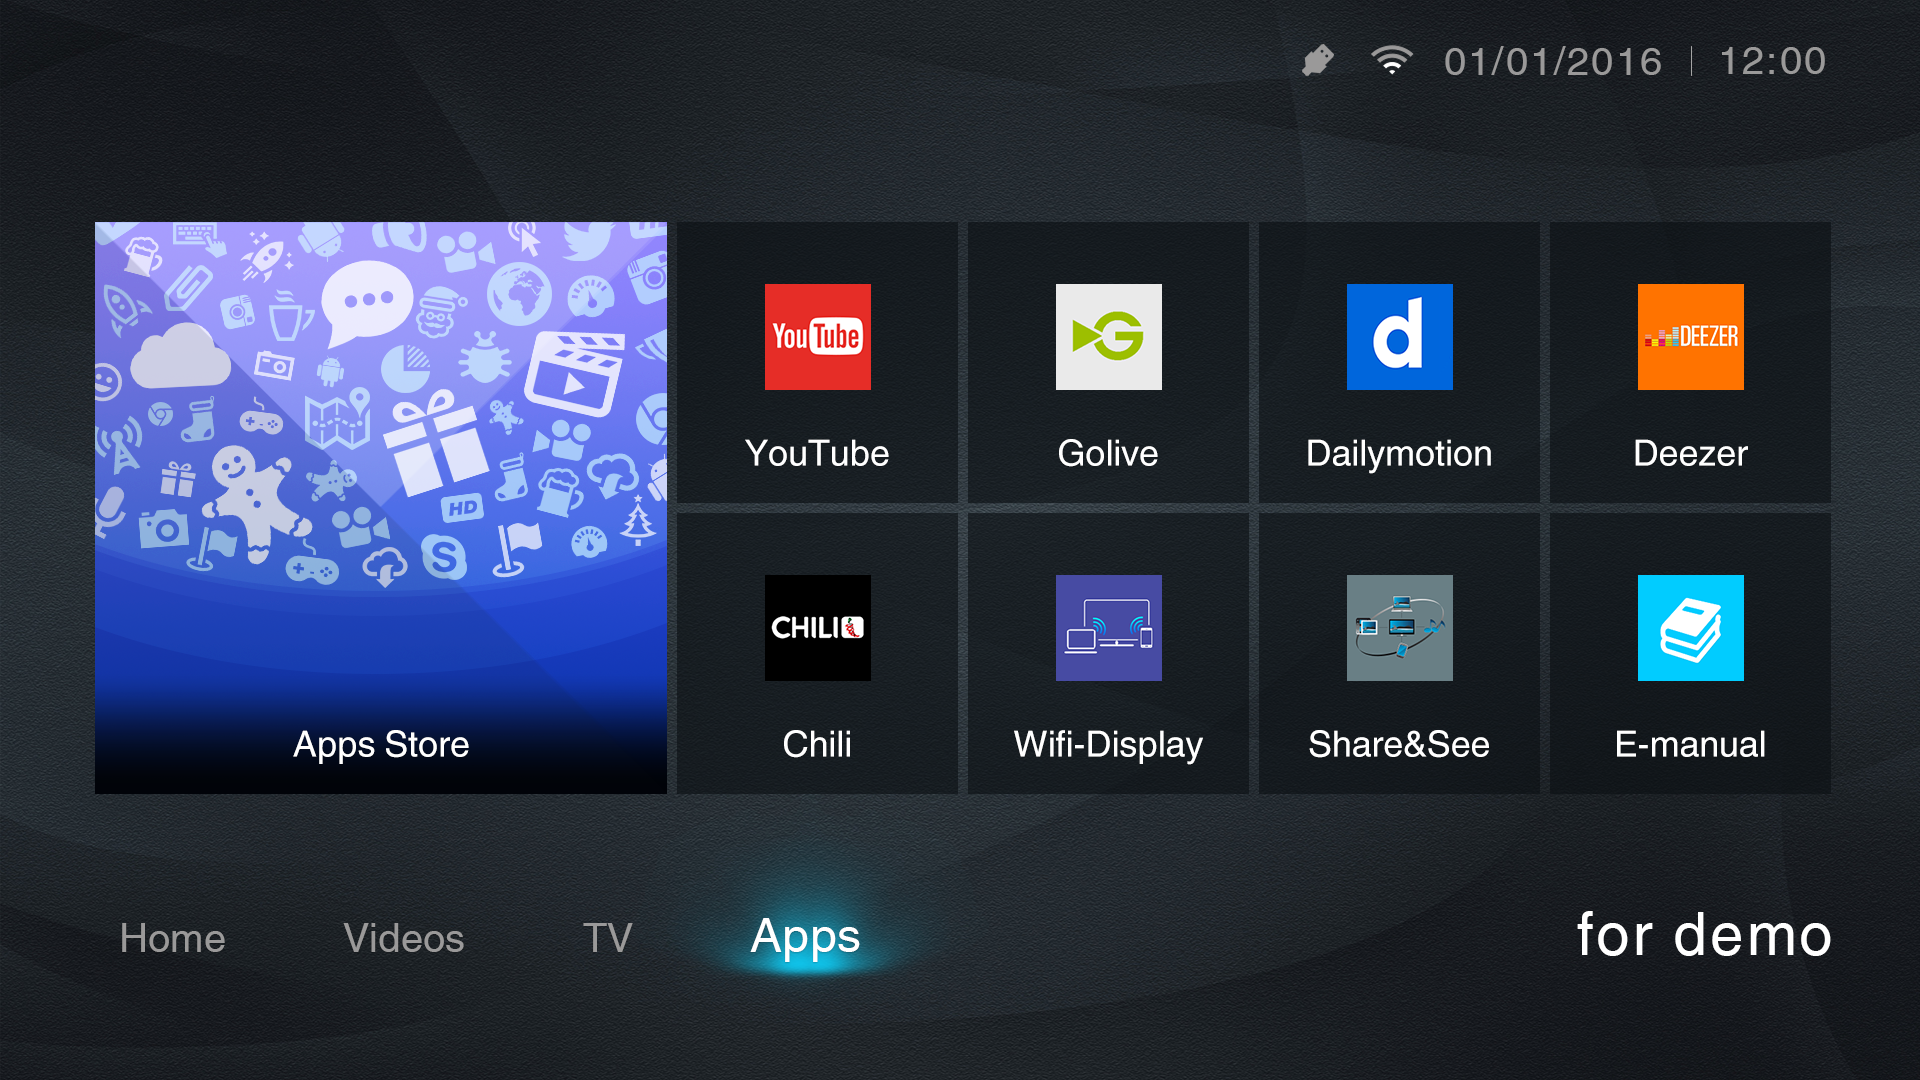 01/01/2016 | 12:00
HD
S
YouTube
G
d
DEEZER
YouTube
Golive
Dailymotion
Deezer
CHILI
Apps Store
Chili
Wifi-Display
Share&See
E-manual
Home
Videos
TV
Apps
for demo